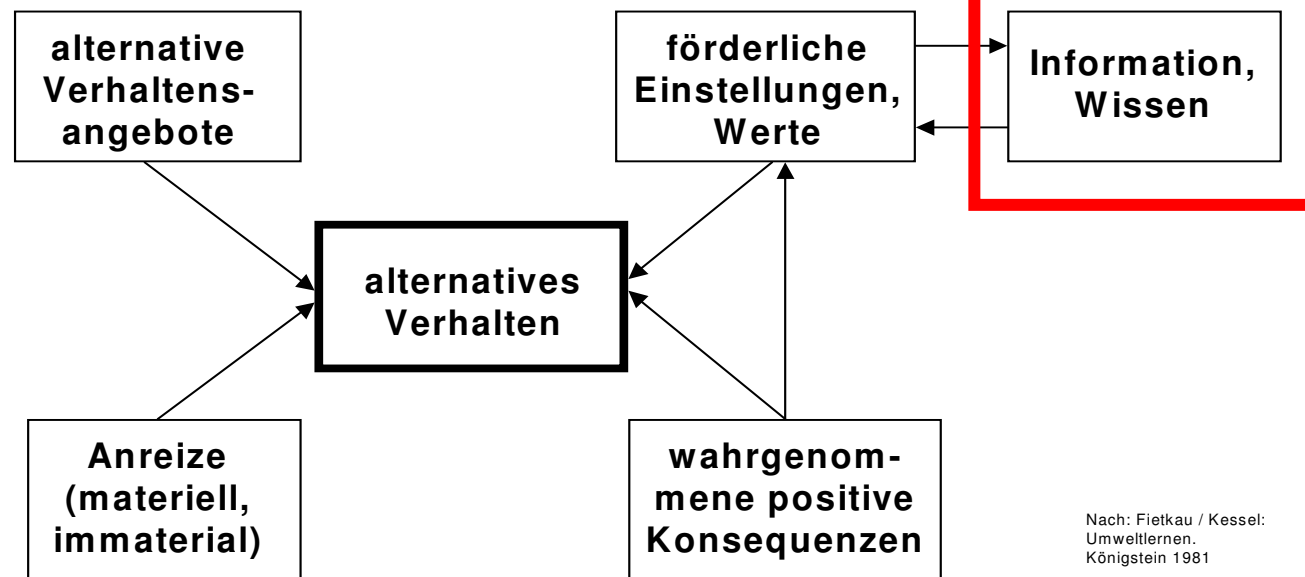 alternative
Verhaltens-
angebote
förderliche
Einstellungen,
Werte
Information,
Wissen
alternatives
Verhalten
Anreize
(materiell,
immaterial)
wahrgenom-
mene positive
Konsequenzen
Nach: Fietkau / Kessel:
Umweltlernen.
Königstein 1981